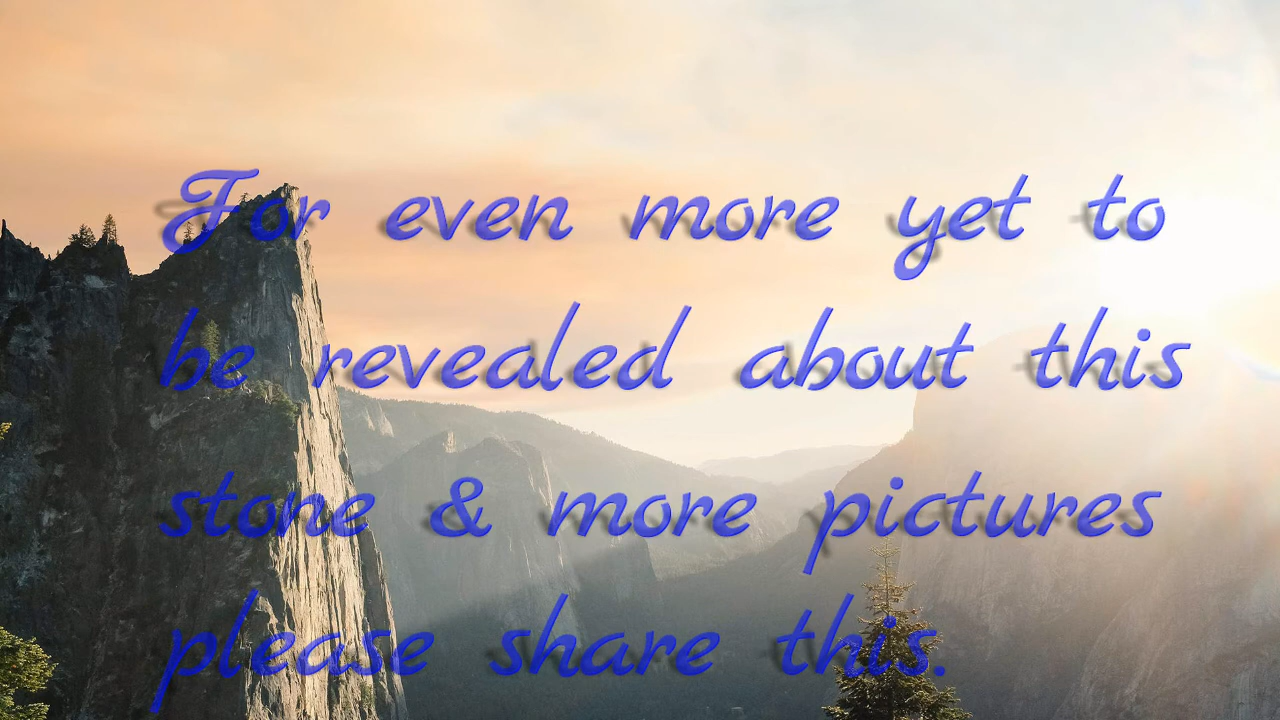 For even more yet to
be revealed about this
stone & more pictures
please share this.